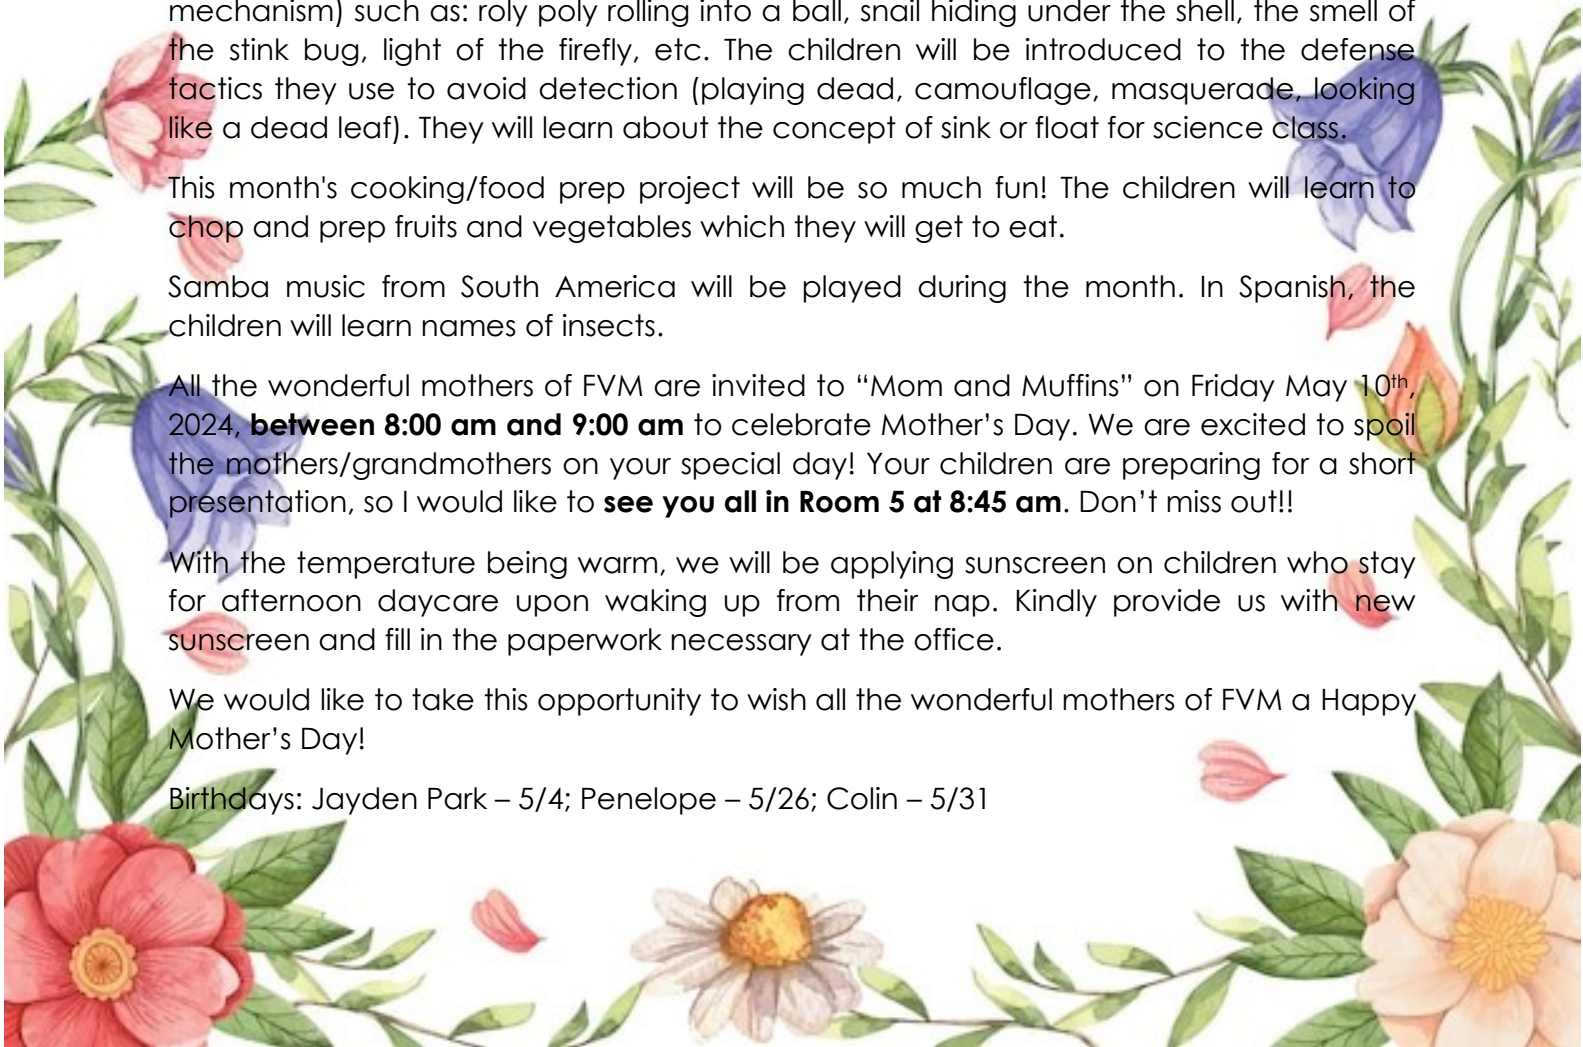 mechanism) such as: roly poly rolling into a ball, snail hiding under the shell, the smell of
the stink bug, light of the firefly, etc. The children will be introduced to the defense
tactics they use to avoid detection (playing dead, camouflage, masquerade, looking
like a dead leaf). They will learn about the concept of sink or float for science class.
This month's cooking/food prep project will be so much fun! The children will learn to
chop and prep fruits and vegetables which they will get to eat.
Samba music from South America will be played during the month. In Spanish, the
children will learn names of insects.
All the wonderful mothers of FVM are invited to “Mom and Muffins” on Friday May 10th,
2024, between 8:00 am and 9:00 am to celebrate Mother’s Day. We are excited to spoil
the mothers/grandmothers on your special day! Your children are preparing for a short
presentation, so I would like to see you all in Room 5 at 8:45 am. Don’t miss out!!
With the temperature being warm, we will be applying sunscreen on children who stay
for afternoon daycare upon waking up from their nap. Kindly provide us with new
sunscreen and fill in the paperwork necessary at the office.
We would like to take this opportunity to wish all the wonderful mothers of FVM a Happy
Mother’s Day!
Birthdays: Jayden Park – 5/4; Penelope – 5/26; Colin – 5/31